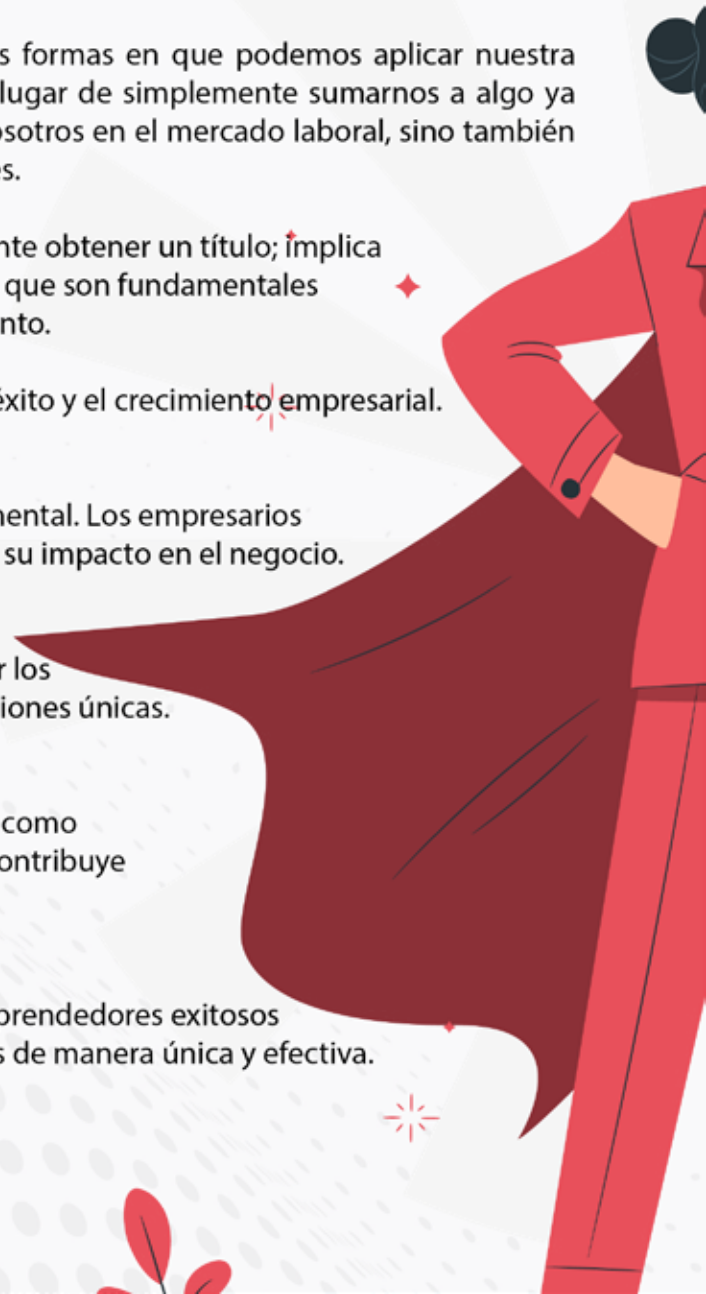 s formas en que podemos aplicar nuestra
lugar de simplemente sumarnos a algo ya
osotros en el mercado laboral, sino también
s.
nte obtener un título; implica
que son fundamentales
nto.
éxito y el crecimiento empresarial.
mental. Los empresarios
su impacto en el negocio.
r los
iones únicas.
como
ontribuye
prendedores exitosos
s de manera única y efectiva.